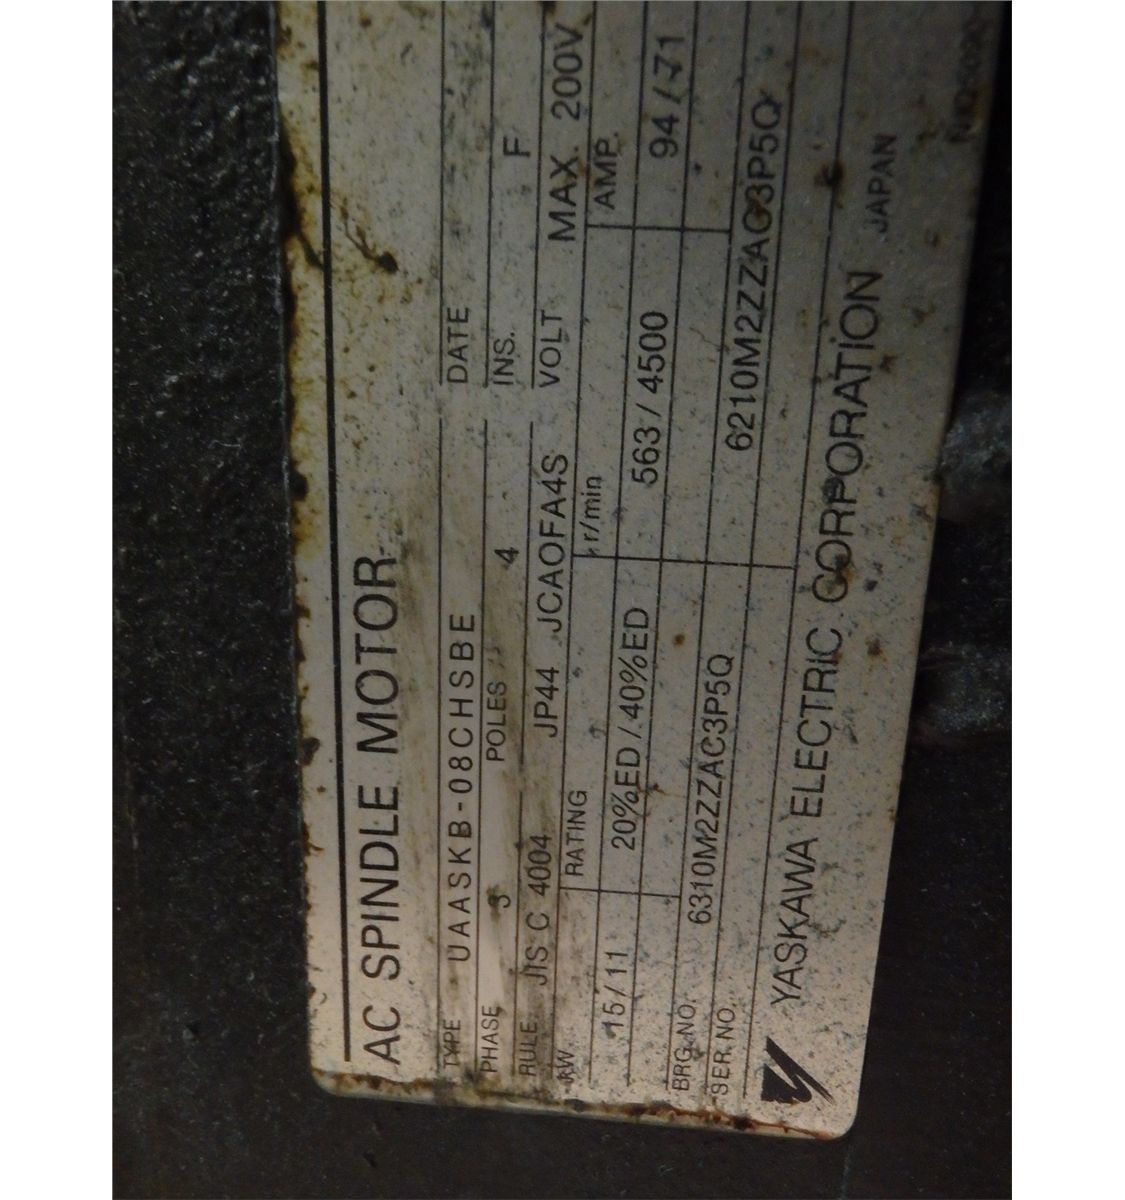 AC SPINDLE MOTOR
TYPE UAASKB-08CHSBE DATE
PHASE 3 POLES 4 INS. F
RULE JIS C 4004 JP44 JCAOFA4S VOLT MAX. 200V
KW RATING r/min AMP.
15/11 20%ED/40%ED 563/4500 94/71
BRG.NO. 6310M2ZZAC3P5Q 6210M2ZZAC3P5Q
SER.NO.
YASKAWA ELECTRIC CORPORATION JAPAN